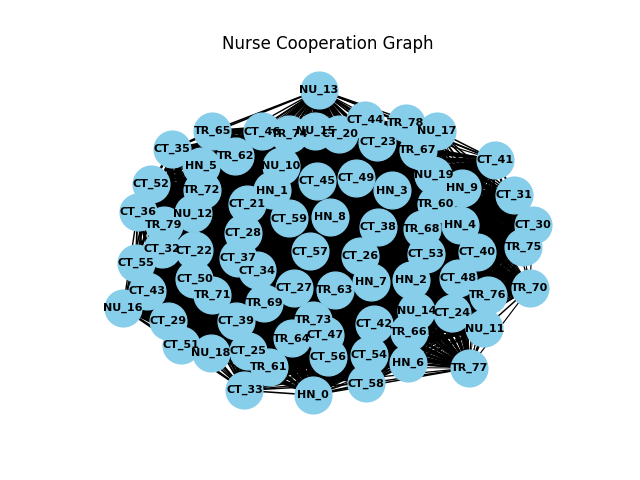 Nurse Cooperation Graph
NU_13
CT_44
TR_78
TR_65
CT_46
TR_74
NU_15
CT_20
NU_17
CT_23
CT_35
TR_62
TR_67
CT_41
HN_5
NU_10
NU_19
CT_52
TR_72
HN_1
CT_45
CT_49
HN_3
HN_9
CT_31
CT_36
NU_12
CT_21
TR_60
TR_79
CT_59
HN_8
CT_38
TR_68
HN_4
CT_30
CT_28
CT_32
CT_22
CT_57
CT_26
CT_53
CT_40
TR_75
CT_55
CT_37
CT_34
CT_50
HN_7
HN_2
CT_48
CT_43
TR_71
CT_27
TR_63
TR_76
TR_70
NU_16
TR_69
NU_14
CT_24
CT_29
CT_39
TR_73
CT_42
TR_66
NU_11
CT_51
NU_18
CT_25
TR_64
CT_47
CT_56
CT_54
HN_6
TR_61
TR_77
CT_33
HN_0
CT_58